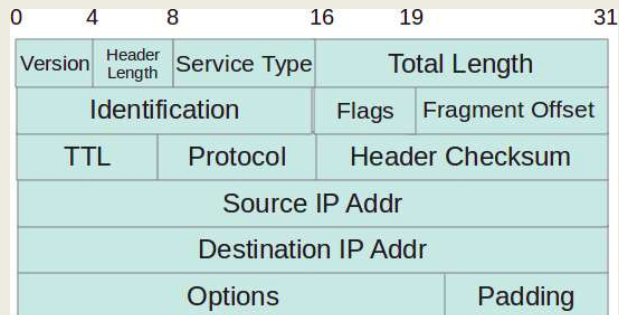 0 4 8 16 19 31
Version Header Length Service Type Total Length
Identification Flags Fragment Offset
TTL Protocol Header Checksum
Source IP Addr
Destination IP Addr
Options Padding